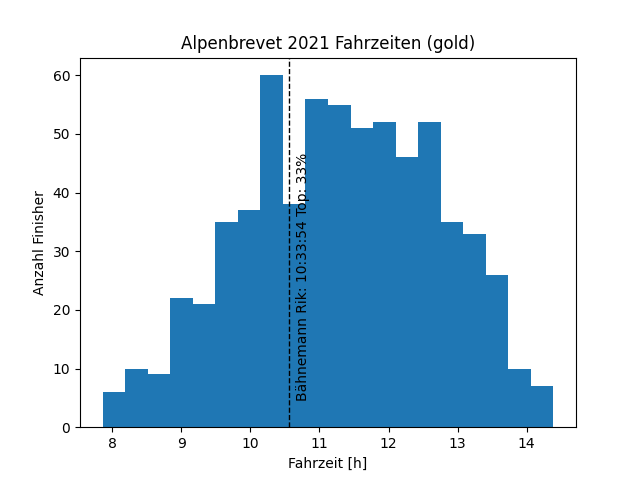 Alpenbrevet 2021 Fahrzeiten (gold)
60
50
40
30
20
10
0
Anzahl Finisher
Bähnemann Rik: 10:33:54 Top: 33%
8 9 10 11 12 13 14
Fahrzeit [h]